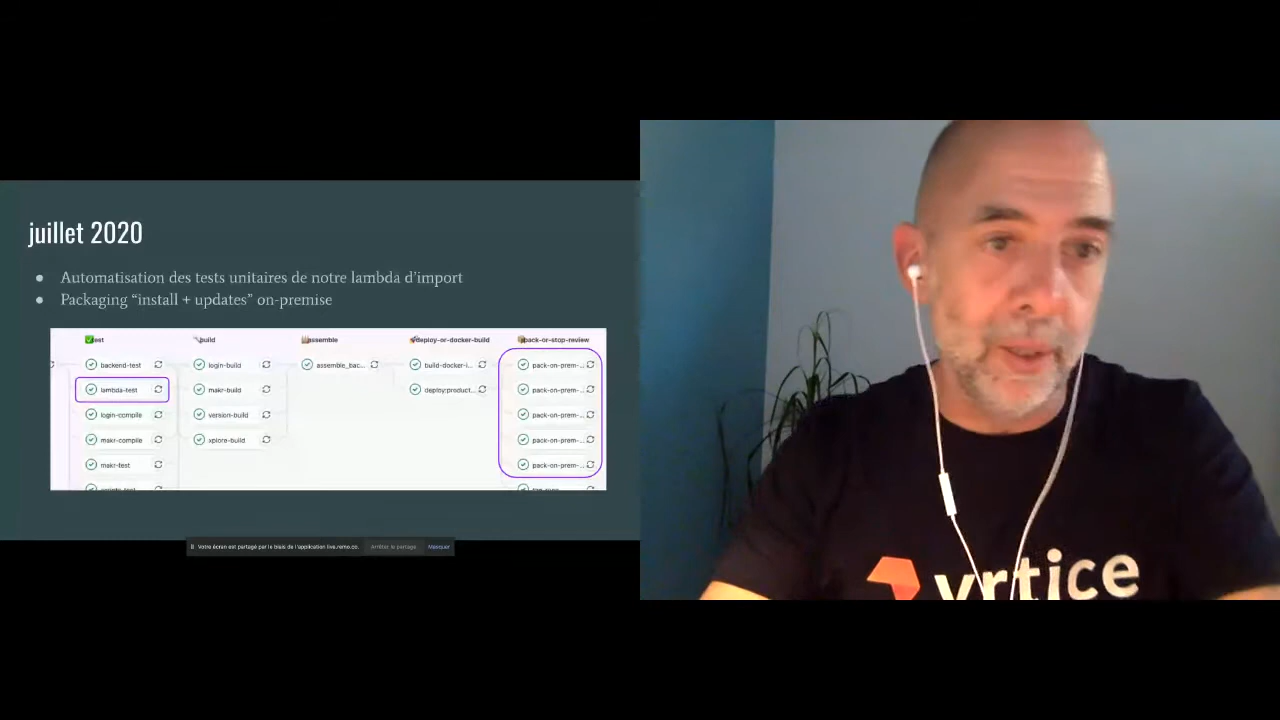 juillet 2020
● Automatisation des tests unitaires de notre lambda d'import
● Packaging “install + updates” on-premise
test
build
assemble
deploy-or-docker-build
pack-or-stop-review
backend-test
login-build
assemble_bac...
build-docker-i...
pack-on-prem-...
lambda-test
makr-build
deploy:product...
pack-on-prem-...
login-compile
version-build
pack-on-prem-...
makr-compile
xplore-build
pack-on-prem-...
makr-test
pack-on-prem-...
Votre écran est partagé par le biais de l'application live.remo.co.
Arrêter le partage
Masquer
vrtice